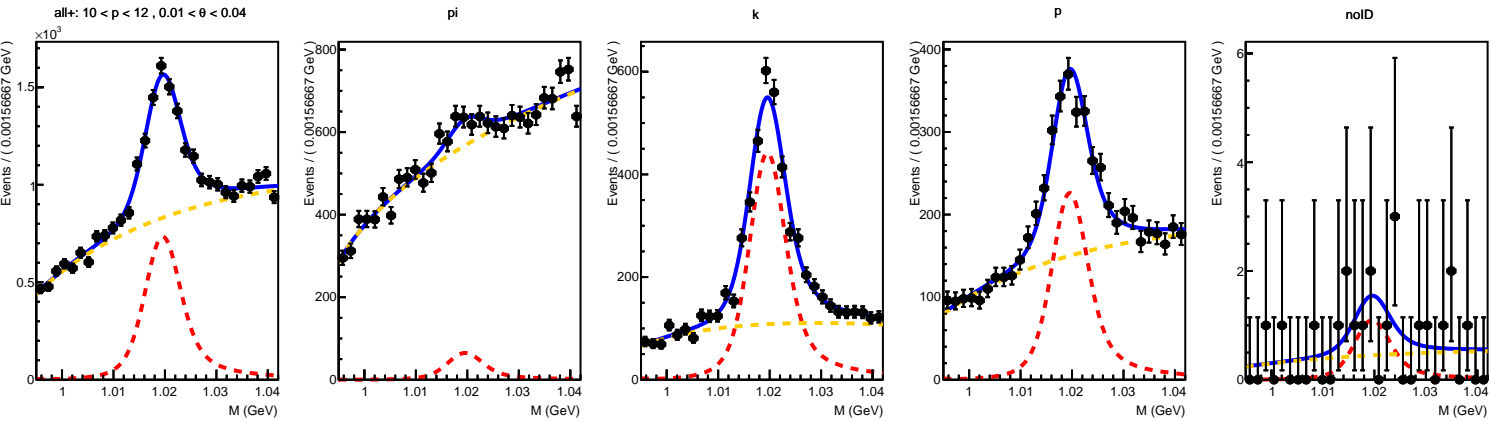 all+: 10 < p < 12 , 0.01 < θ < 0.04
×10³
Events / ( 0.00156667 GeV )
1.5
1
0.5
0
1 1.01 1.02 1.03 1.04
M (GeV)
pi
Events / ( 0.00156667 GeV )
800
600
400
200
0
1 1.01 1.02 1.03 1.04
M (GeV)
k
Events / ( 0.00156667 GeV )
600
400
200
0
1 1.01 1.02 1.03 1.04
M (GeV)
p
Events / ( 0.00156667 GeV )
400
300
200
100
0
1 1.01 1.02 1.03 1.04
M (GeV)
noID
Events / ( 0.00156667 GeV )
6
4
2
0
1 1.01 1.02 1.03 1.04
M (GeV)